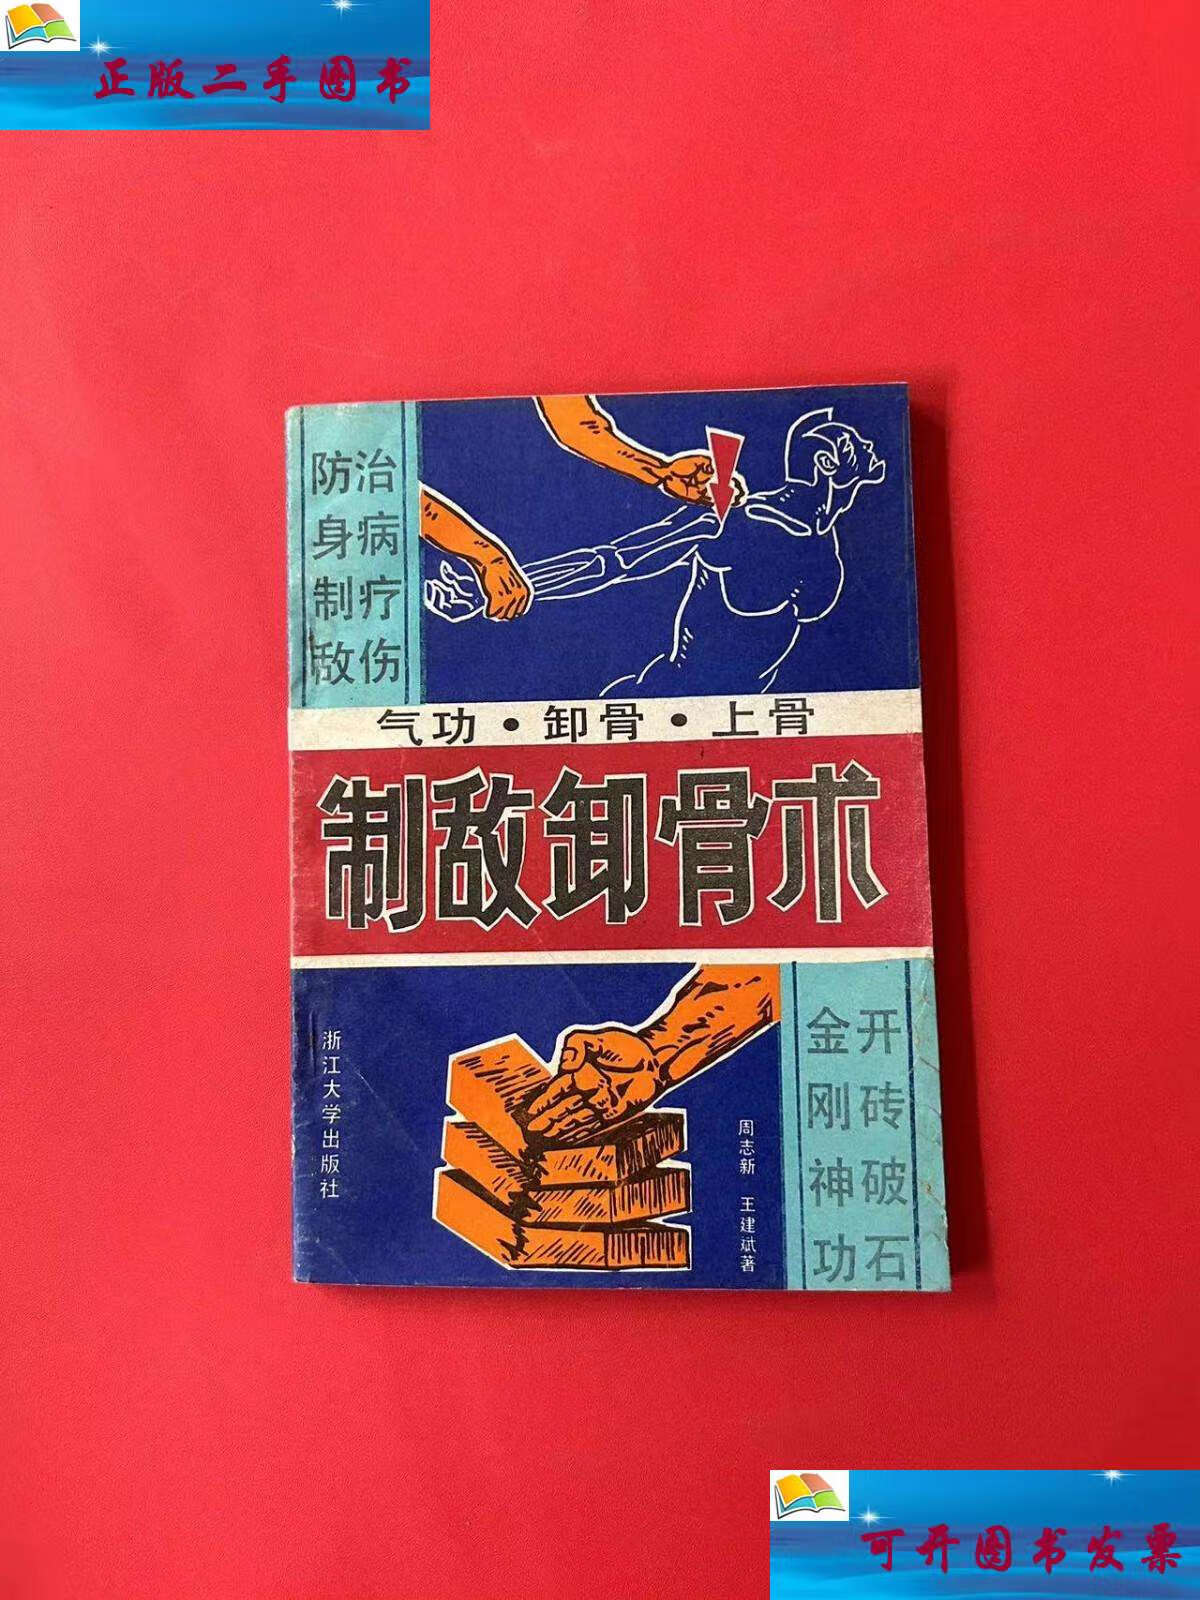 正版二手图书
治病疗伤
防身制敌
气功·卸骨·上骨
制敌卸骨术
浙江大学出版社
周志新 王建斌著
开砖破石
金刚神功
可开图书发票